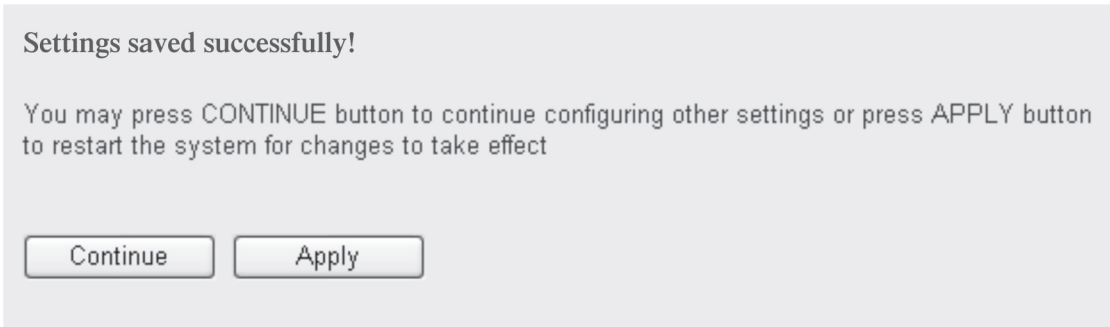 Settings saved successfully!
You may press CONTINUE button to continue configuring other settings or press APPLY button
to restart the system for changes to take effect
Continue Apply